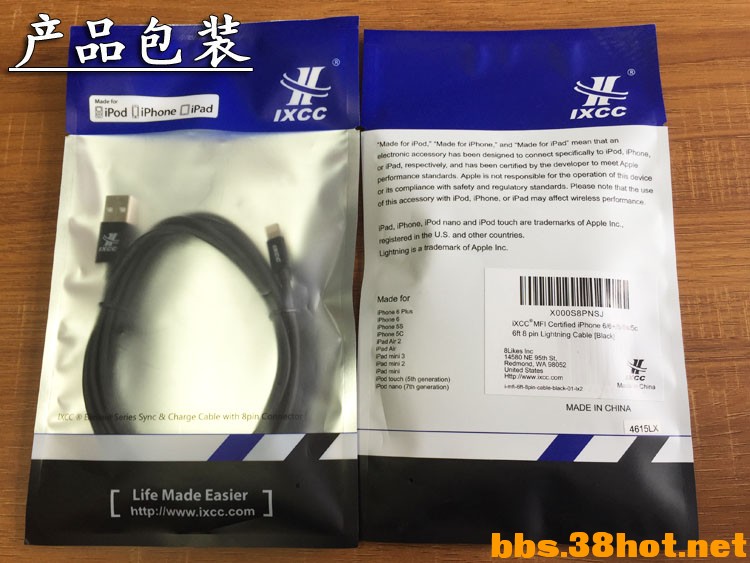 产品包装
®
IXCC
Made for
iPod iPhone iPad
IXCC
IXCC
IXCC ® Series Sync & Charge Cable with 8pin Connector
[ Life Made Easier
http://www.ixcc.com ]
®
IXCC
"Made for iPod," "Made for iPhone," and "Made for iPad" mean that an
electronic accessory has been designed to connect specifically to iPod, iPhone,
or iPad, respectively, and has been certified by the developer to meet Apple
performance standards. Apple is not responsible for the operation of this device
or its compliance with safety and regulatory standards. Please note that the use
of this accessory with iPod, iPhone, or iPad may affect wireless performance.
iPad, iPhone, iPod nano and iPod touch are trademarks of Apple Inc.,
registered in the U.S. and other countries.
Lightning is a trademark of Apple Inc.
Made for
iPhone 6 Plus
iPhone 6
iPhone 5S
iPhone 5C
iPad Air 2
iPad Air
iPad mini 3
iPad mini 2
iPad mini
iPod touch (5th generation)
iPod nano (7th generation)
X000S8PNSJ
iXCC® MFI Certified iPhone
6ft 8 pin Lightning Cable [Black]
8Likes Inc
14580 NE 95th St,
Redmond, WA 98052
United States
Http://www.ixcc.com
i-mfi-6ft-8pin-cable-black-01-ix2
IXCC
Made in China
MADE IN CHINA
4615LX
bbs.38hot.net